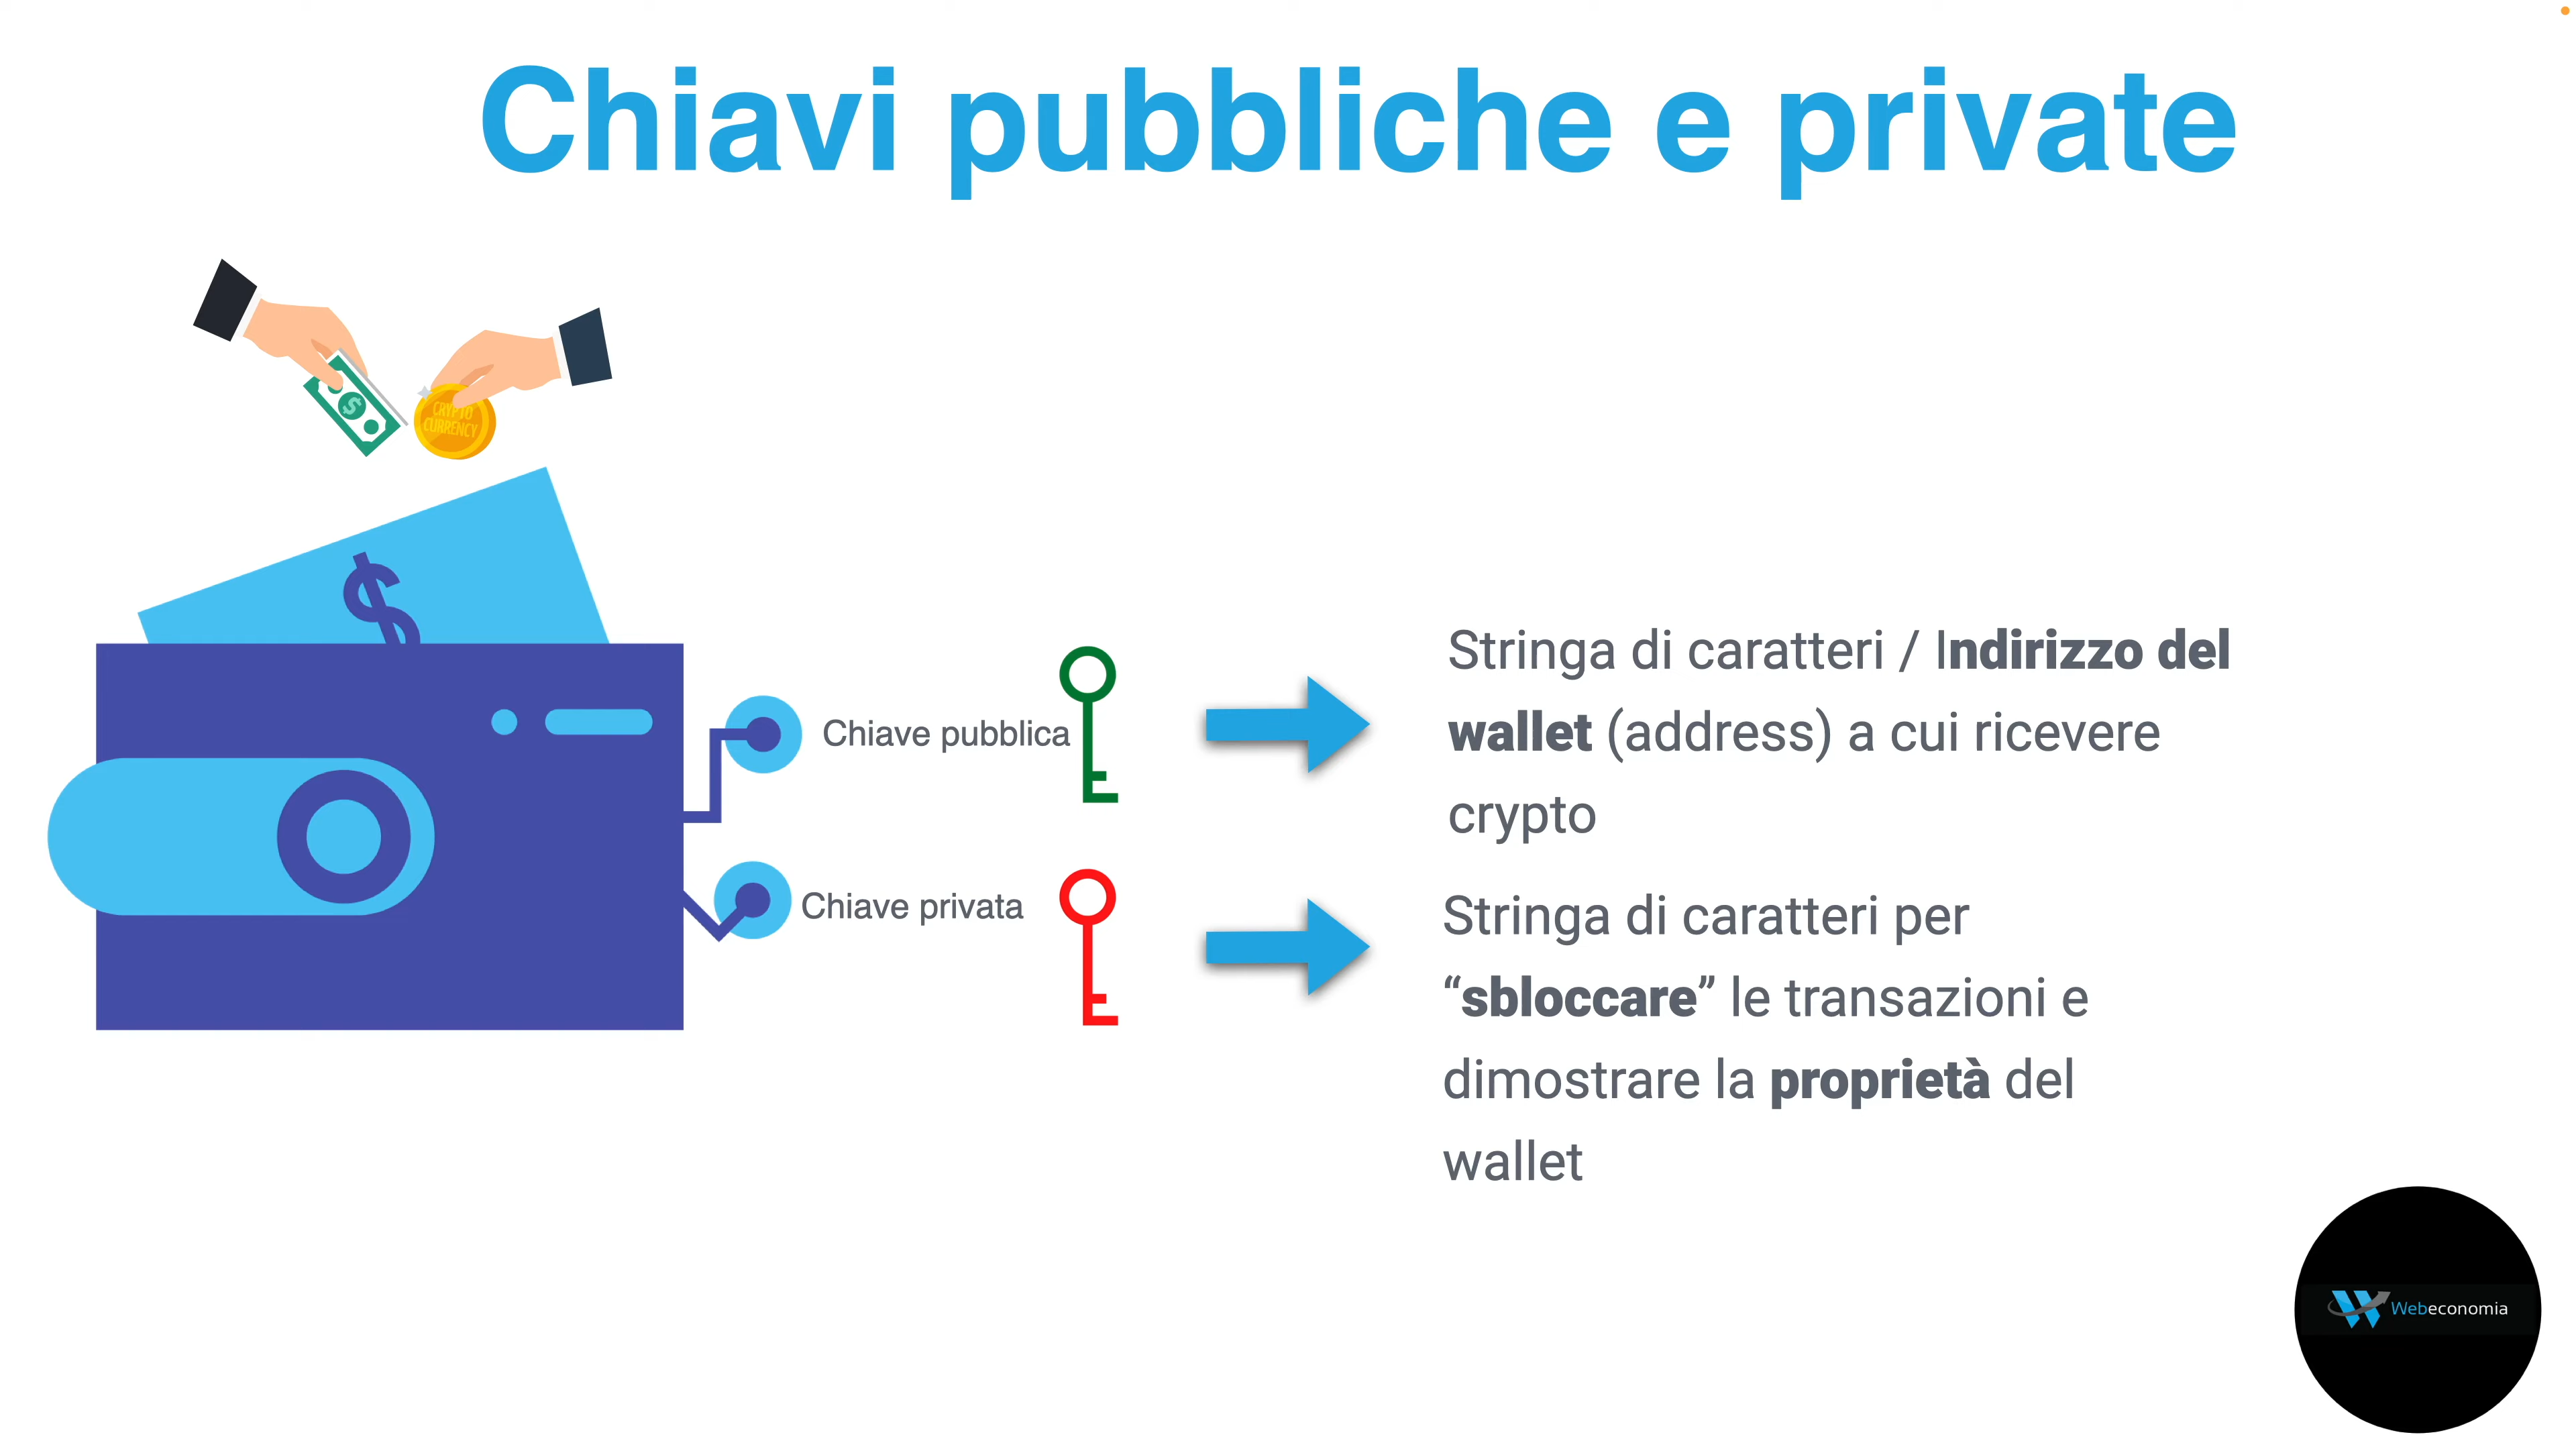 Chiavi pubbliche e private
CRYPTO
CURRENCY
$
$
Chiave pubblica
Stringa di caratteri / Indirizzo del
wallet (address) a cui ricevere
crypto
Chiave privata
Stringa di caratteri per
“sbloccare” le transazioni e
dimostrare la proprietà del
wallet
Webeconomia